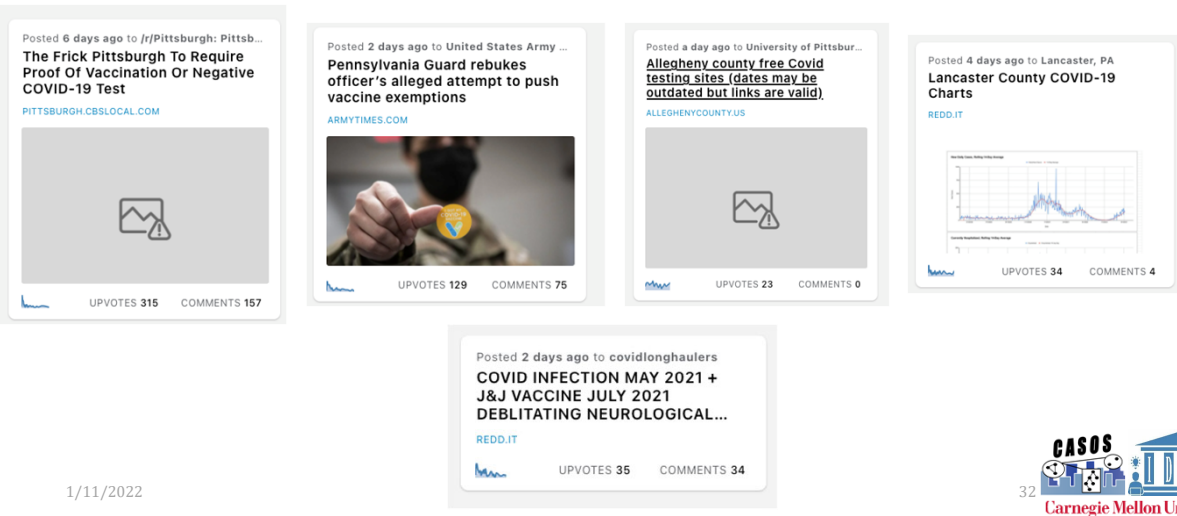 Posted 6 days ago to /r/Pittsburgh: Pittsb...
The Frick Pittsburgh To Require
Proof Of Vaccination Or Negative
COVID-19 Test
PITTSBURGH.CBSLOCAL.COM
UPVOTES 315 COMMENTS 157
Posted 2 days ago to United States Army ...
Pennsylvania Guard rebukes
officer's alleged attempt to push
vaccine exemptions
ARMYTIMES.COM
UPVOTES 129 COMMENTS 75
Posted a day ago to University of Pittsbur...
Allegheny county free Covid
testing sites (dates may be
outdated but links are valid)
ALLEGHENYCOUNTY.US
UPVOTES 23 COMMENTS 0
Posted 4 days ago to Lancaster, PA
Lancaster County COVID-19
Charts
REDD.IT
UPVOTES 34 COMMENTS 4
Posted 2 days ago to covidlonghaulers
COVID INFECTION MAY 2021 +
J&J VACCINE JULY 2021
DEBLITATING NEUROLOGICAL...
REDD.IT
UPVOTES 35 COMMENTS 34
1/11/2022
32
CASOS
Carnegie Mellon Un